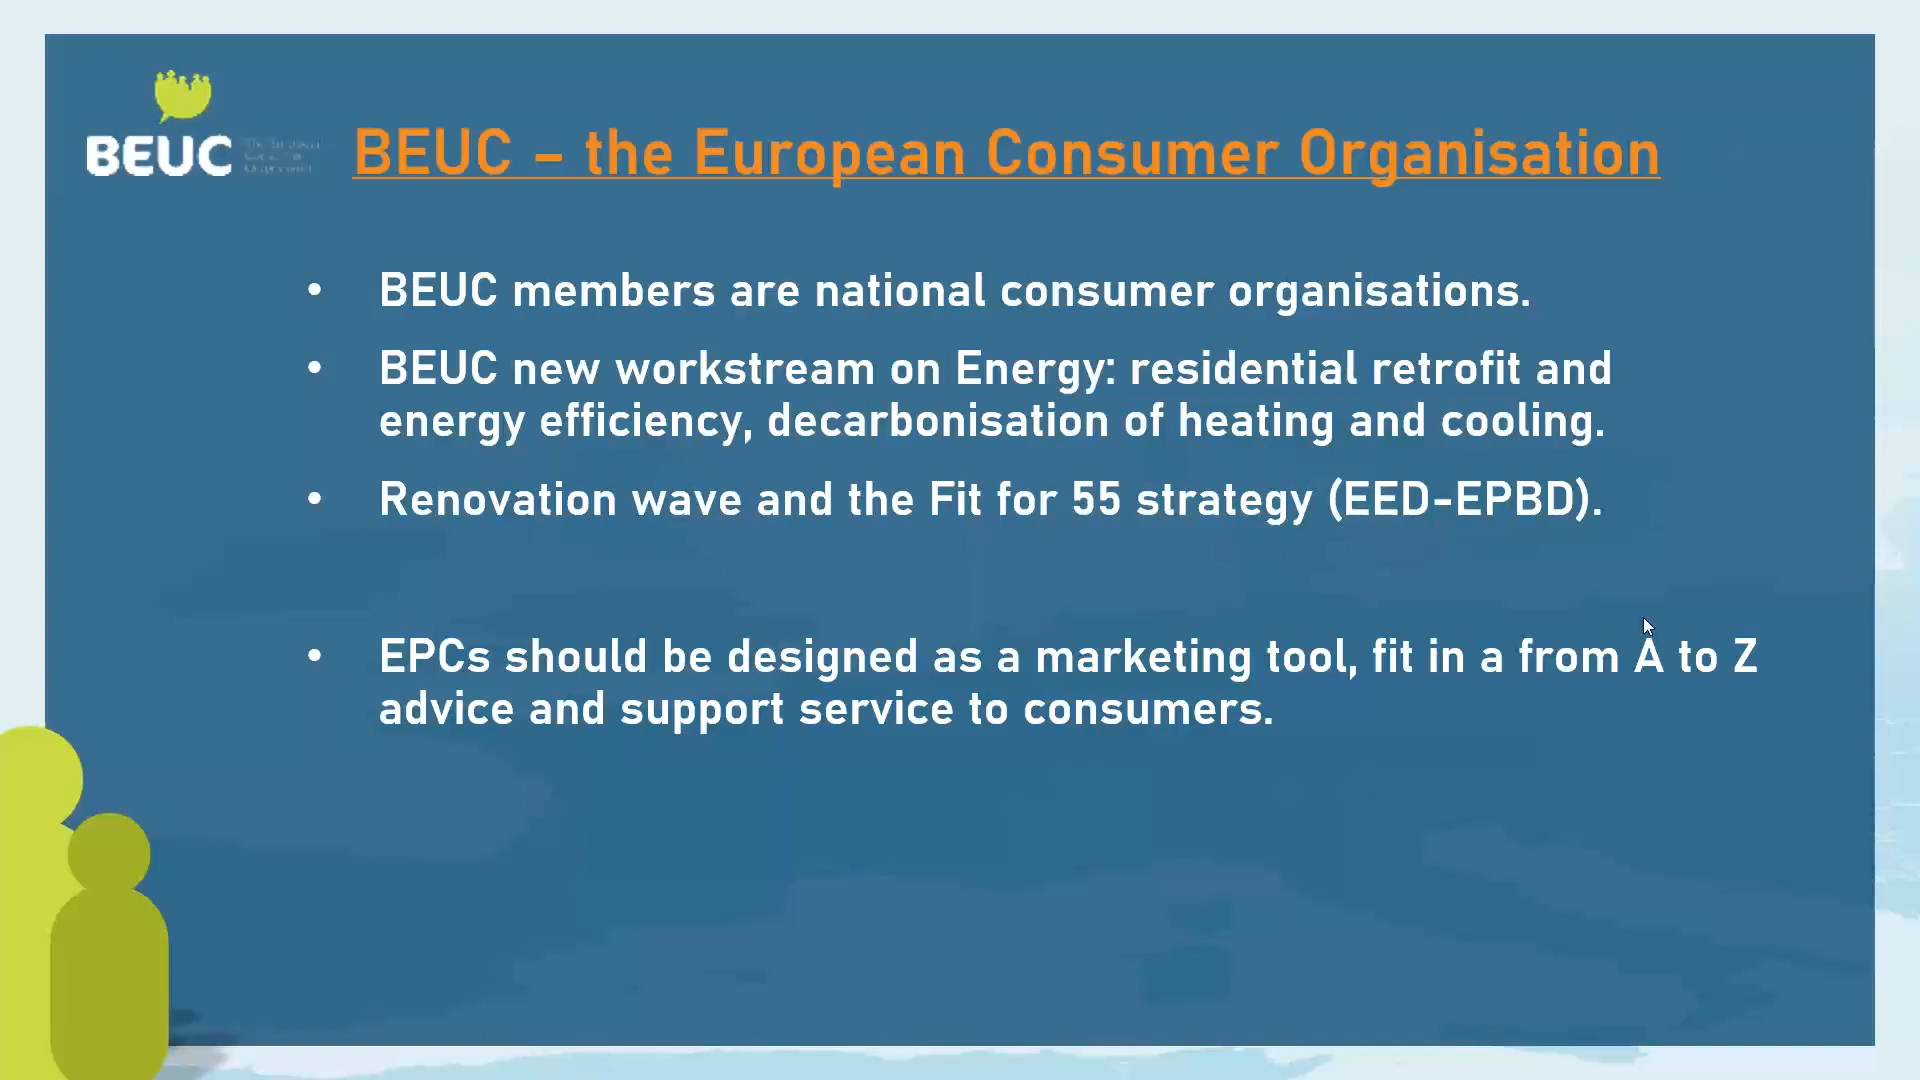 BEUC
BEUC – the European Consumer Organisation
• BEUC members are national consumer organisations.
• BEUC new workstream on Energy: residential retrofit and
energy efficiency, decarbonisation of heating and cooling.
• Renovation wave and the Fit for 55 strategy (EED-EPBD).
• EPCs should be designed as a marketing tool, fit in a from A to Z
advice and support service to consumers.